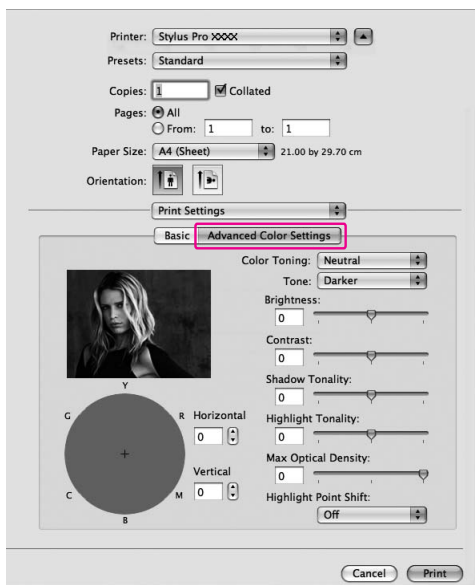 Printer: Stylus Pro XXXX
Presets: Standard
Copies: 1 Collated
Pages: All
From: 1 to: 1
Paper Size: A4 (Sheet) 21.00 by 29.70 cm
Orientation:
Print Settings
Basic Advanced Color Settings
Color Toning: Neutral
Tone: Darker
Brightness:
0
Contrast:
0
Shadow Tonality:
0
Highlight Tonality:
0
Max Optical Density:
0
Highlight Point Shift:
Off
Y
G R
C M
B
Horizontal
0
Vertical
0
Cancel Print